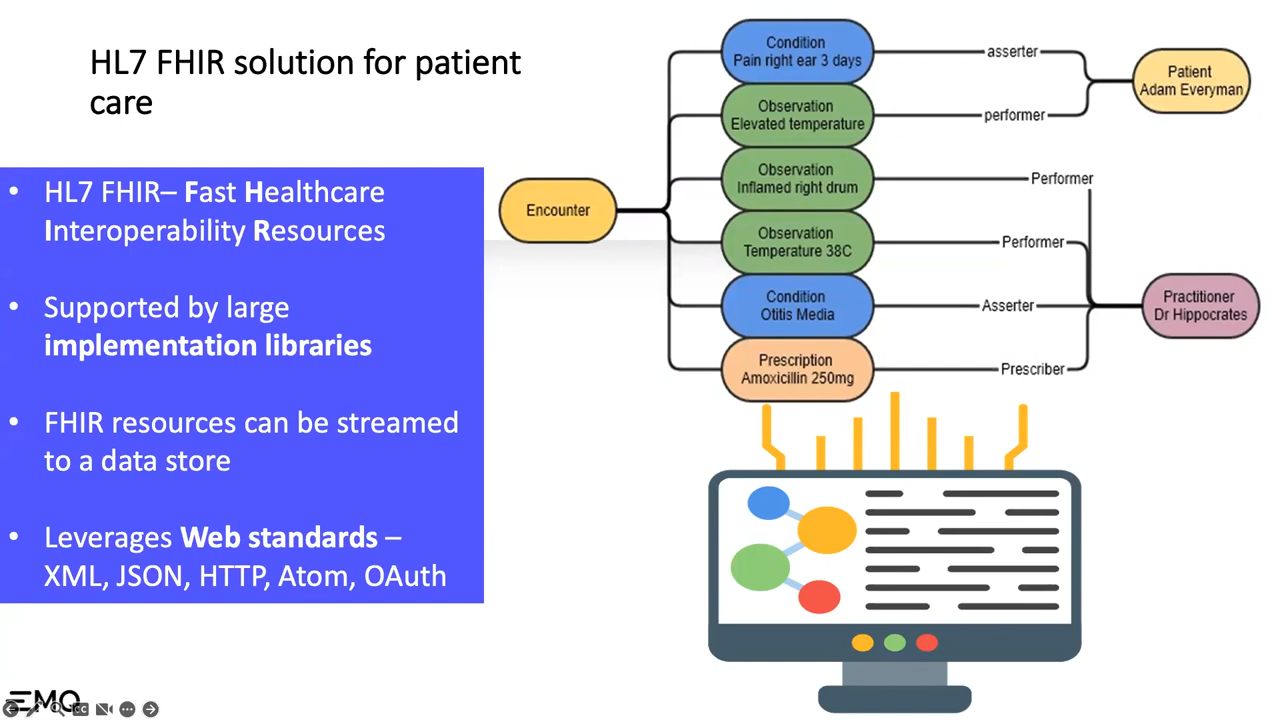 HL7 FHIR solution for patient
care
• HL7 FHIR– Fast Healthcare
Interoperability Resources
• Supported by large
implementation libraries
• FHIR resources can be streamed
to a data store
• Leverages Web standards –
XML, JSON, HTTP, Atom, OAuth
Encounter
Condition
Pain right ear 3 days
asserter
Observation
Elevated temperature
performer
Patient
Adam Everyman
Observation
Inflamed right drum
Performer
Observation
Temperature 38C
Performer
Condition
Otitis Media
Asserter
Prescription
Amoxicillin 250mg
Prescriber
Practitioner
Dr Hippocrates
EMQ